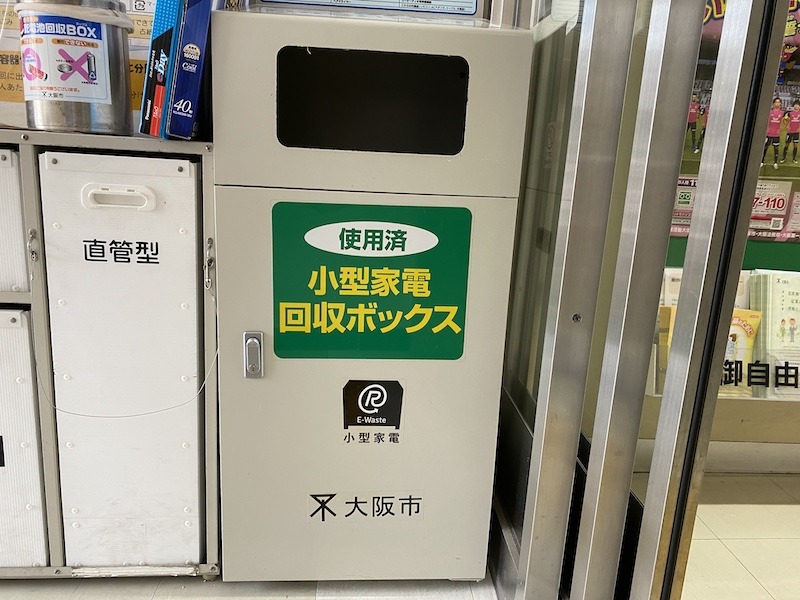 電池回収BOX
大阪市
40
直管型
使用済
小型家電
回収ボックス
E-Waste
小型家電
大阪市
7-110
御自由